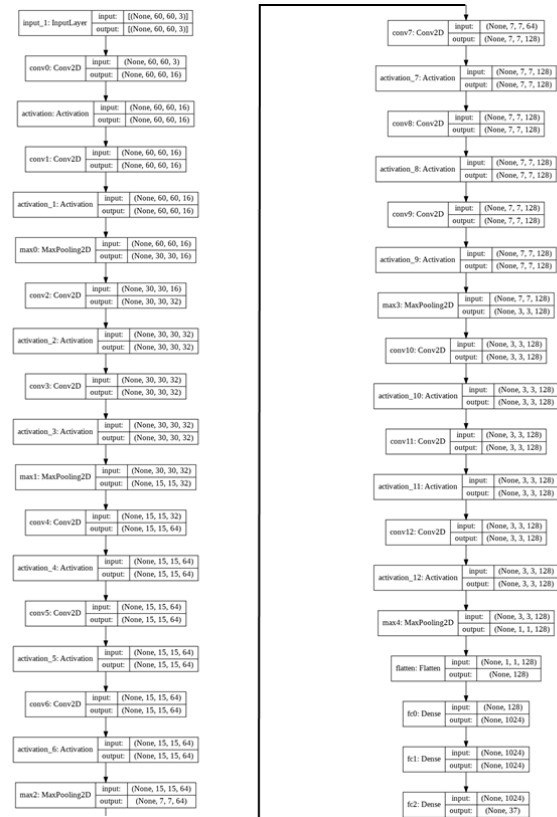 input_1: InputLayer
input: [(None, 60, 60, 3)]
output: [(None, 60, 60, 3)]
conv0: Conv2D
input: (None, 60, 60, 3)
output: (None, 60, 60, 16)
activation: Activation
input: (None, 60, 60, 16)
output: (None, 60, 60, 16)
conv1: Conv2D
input: (None, 60, 60, 16)
output: (None, 60, 60, 16)
activation_1: Activation
input: (None, 60, 60, 16)
output: (None, 60, 60, 16)
max0: MaxPooling2D
input: (None, 60, 60, 16)
output: (None, 30, 30, 16)
conv2: Conv2D
input: (None, 30, 30, 16)
output: (None, 30, 30, 32)
activation_2: Activation
input: (None, 30, 30, 32)
output: (None, 30, 30, 32)
conv3: Conv2D
input: (None, 30, 30, 32)
output: (None, 30, 30, 32)
activation_3: Activation
input: (None, 30, 30, 32)
output: (None, 30, 30, 32)
max1: MaxPooling2D
input: (None, 30, 30, 32)
output: (None, 15, 15, 32)
conv4: Conv2D
input: (None, 15, 15, 32)
output: (None, 15, 15, 64)
activation_4: Activation
input: (None, 15, 15, 64)
output: (None, 15, 15, 64)
conv5: Conv2D
input: (None, 15, 15, 64)
output: (None, 15, 15, 64)
activation_5: Activation
input: (None, 15, 15, 64)
output: (None, 15, 15, 64)
conv6: Conv2D
input: (None, 15, 15, 64)
output: (None, 15, 15, 64)
activation_6: Activation
input: (None, 15, 15, 64)
output: (None, 15, 15, 64)
max2: MaxPooling2D
input: (None, 15, 15, 64)
output: (None, 7, 7, 64)
conv7: Conv2D
input: (None, 7, 7, 64)
output: (None, 7, 7, 128)
activation_7: Activation
input: (None, 7, 7, 128)
output: (None, 7, 7, 128)
conv8: Conv2D
input: (None, 7, 7, 128)
output: (None, 7, 7, 128)
activation_8: Activation
input: (None, 7, 7, 128)
output: (None, 7, 7, 128)
conv9: Conv2D
input: (None, 7, 7, 128)
output: (None, 7, 7, 128)
activation_9: Activation
input: (None, 7, 7, 128)
output: (None, 7, 7, 128)
max3: MaxPooling2D
input: (None, 7, 7, 128)
output: (None, 3, 3, 128)
conv10: Conv2D
input: (None, 3, 3, 128)
output: (None, 3, 3, 128)
activation_10: Activation
input: (None, 3, 3, 128)
output: (None, 3, 3, 128)
conv11: Conv2D
input: (None, 3, 3, 128)
output: (None, 3, 3, 128)
activation_11: Activation
input: (None, 3, 3, 128)
output: (None, 3, 3, 128)
conv12: Conv2D
input: (None, 3, 3, 128)
output: (None, 3, 3, 128)
activation_12: Activation
input: (None, 3, 3, 128)
output: (None, 3, 3, 128)
max4: MaxPooling2D
input: (None, 3, 3, 128)
output: (None, 1, 1, 128)
flatten: Flatten
input: (None, 1, 1, 128)
output: (None, 128)
fc0: Dense
input: (None, 128)
output: (None, 1024)
fc1: Dense
input: (None, 1024)
output: (None, 1024)
fc2: Dense
input: (None, 1024)
output: (None, 37)